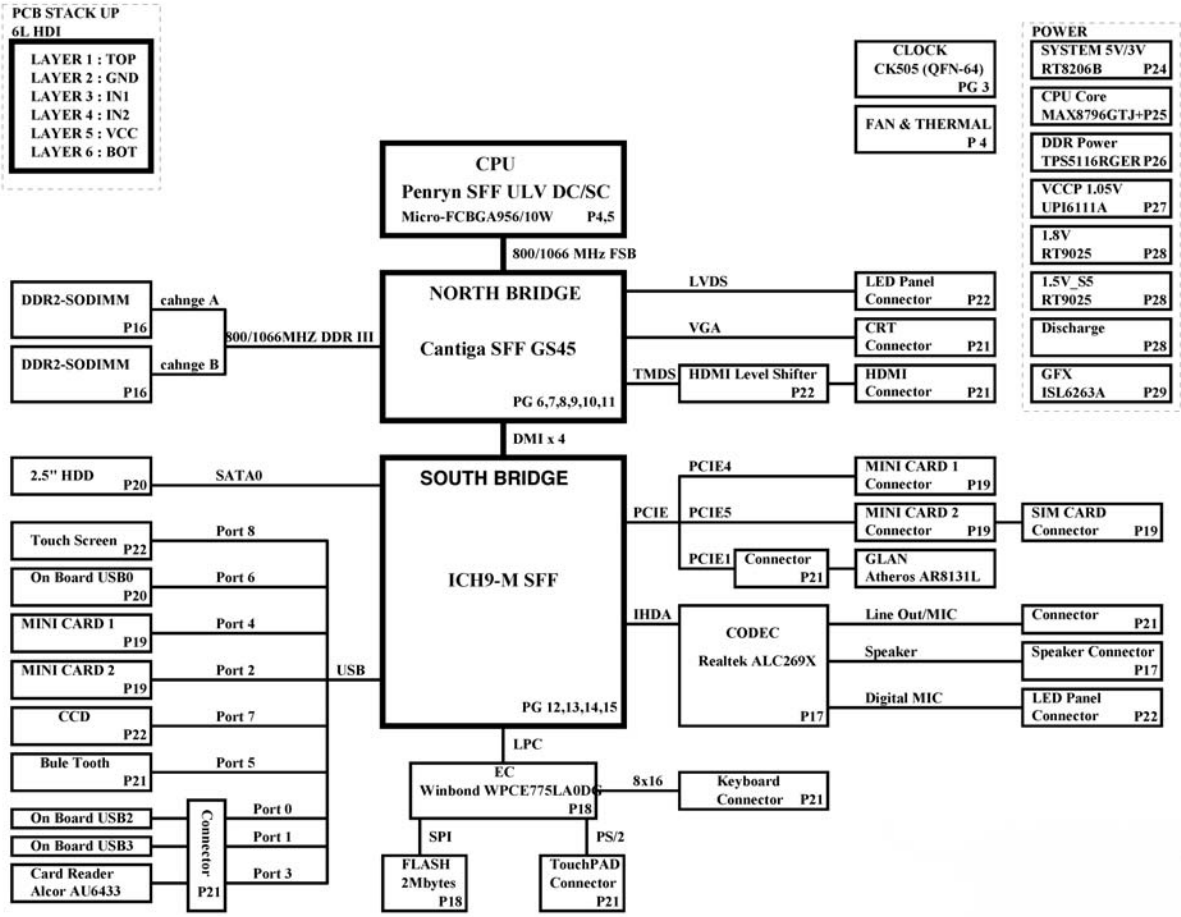 PCB STACK UP
6L HDI
LAYER 1 : TOP
LAYER 2 : GND
LAYER 3 : IN1
LAYER 4 : IN2
LAYER 5 : VCC
LAYER 6 : BOT
CLOCK
CK505 (QFN-64)
PG 3
FAN & THERMAL
P 4
POWER
SYSTEM 5V/3V
RT8206B P24
CPU Core
MAX8796GTJ+P25
DDR Power
TPS5116RGER P26
VCCP 1.05V
UPI6111A P27
1.8V
RT9025 P28
1.5V_S5
RT9025 P28
Discharge
P28
GFX
ISL6263A P29
CPU
Penryn SFF ULV DC/SC
Micro-FCBGA956/10W P4,5
800/1066 MHz FSB
NORTH BRIDGE
Cantiga SFF GS45
PG 6,7,8,9,10,11
DDR2-SODIMM
P16
cahnge A
DDR2-SODIMM
P16
cahnge B
800/1066MHZ DDR III
LVDS
LED Panel
Connector P22
VGA
CRT
Connector P21
TMDS
HDMI Level Shifter
P22
HDMI
Connector P21
DMI x 4
SOUTH BRIDGE
ICH9-M SFF
PG 12,13,14,15
2.5" HDD
P20
SATA0
Touch Screen
P22
Port 8
On Board USB0
P20
Port 6
MINI CARD 1
P19
Port 4
MINI CARD 2
P19
Port 2
USB
CCD
P22
Port 7
Bule Tooth
P21
Port 5
On Board USB2
On Board USB3
Card Reader
Alcor AU6433
Connector
P21
Port 0
Port 1
Port 3
PCIE
PCIE4
MINI CARD 1
Connector P19
PCIE5
MINI CARD 2
Connector P19
SIM CARD
Connector P19
PCIE1
Connector
P21
GLAN
Atheros AR8131L
IHDA
CODEC
Realtek ALC269X
P17
Line Out/MIC
Connector
P21
Speaker
Speaker Connector
P17
Digital MIC
LED Panel
Connector P22
LPC
EC
Winbond WPCE775LA0DG
P18
8x16
Keyboard
Connector P21
SPI
FLASH
2Mbytes
P18
PS/2
TouchPAD
Connector
P21